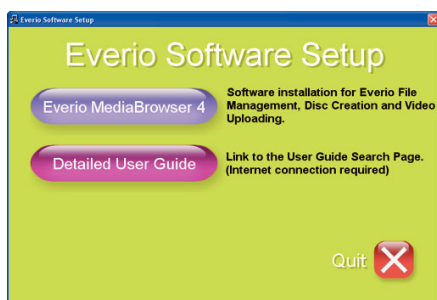 Everio Software Setup
Everio Software Setup
Everio MediaBrowser 4
Software installation for Everio File
Management, Disc Creation and Video
Uploading.
Detailed User Guide
Link to the User Guide Search Page.
(Internet connection required)
Quit